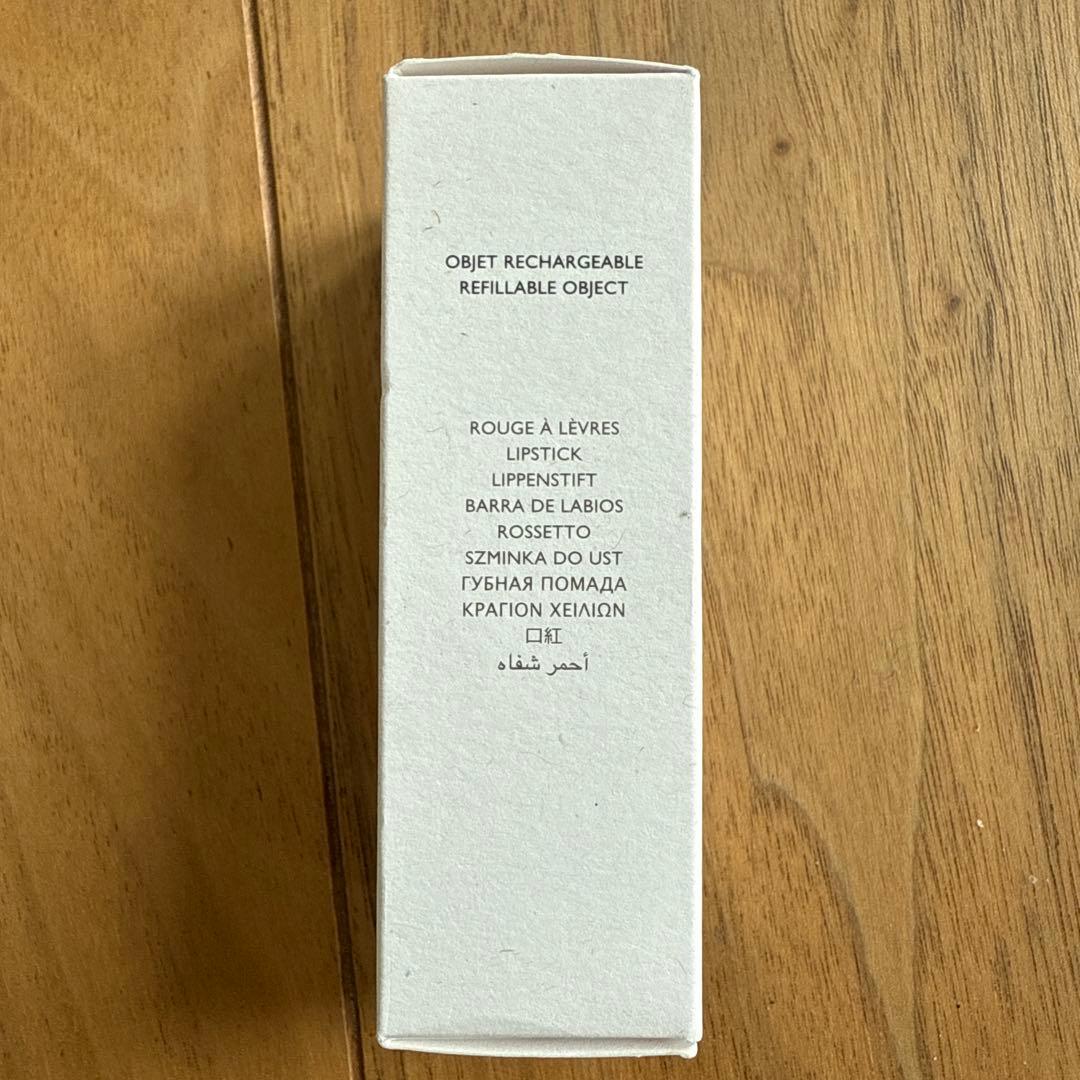 OBJET RECHARGEABLE
REFILLABLE OBJECT
ROUGE À LÈVRES
LIPSTICK
LIPPENSTIFT
BARRA DE LABIOS
ROSSETTO
SZMINKA DO UST
ГУБНАЯ ПОМАДА
ΚΡΑΓΙΟΝ ΧΕΙΛΙΩΝ
口紅
أحمر شفاه